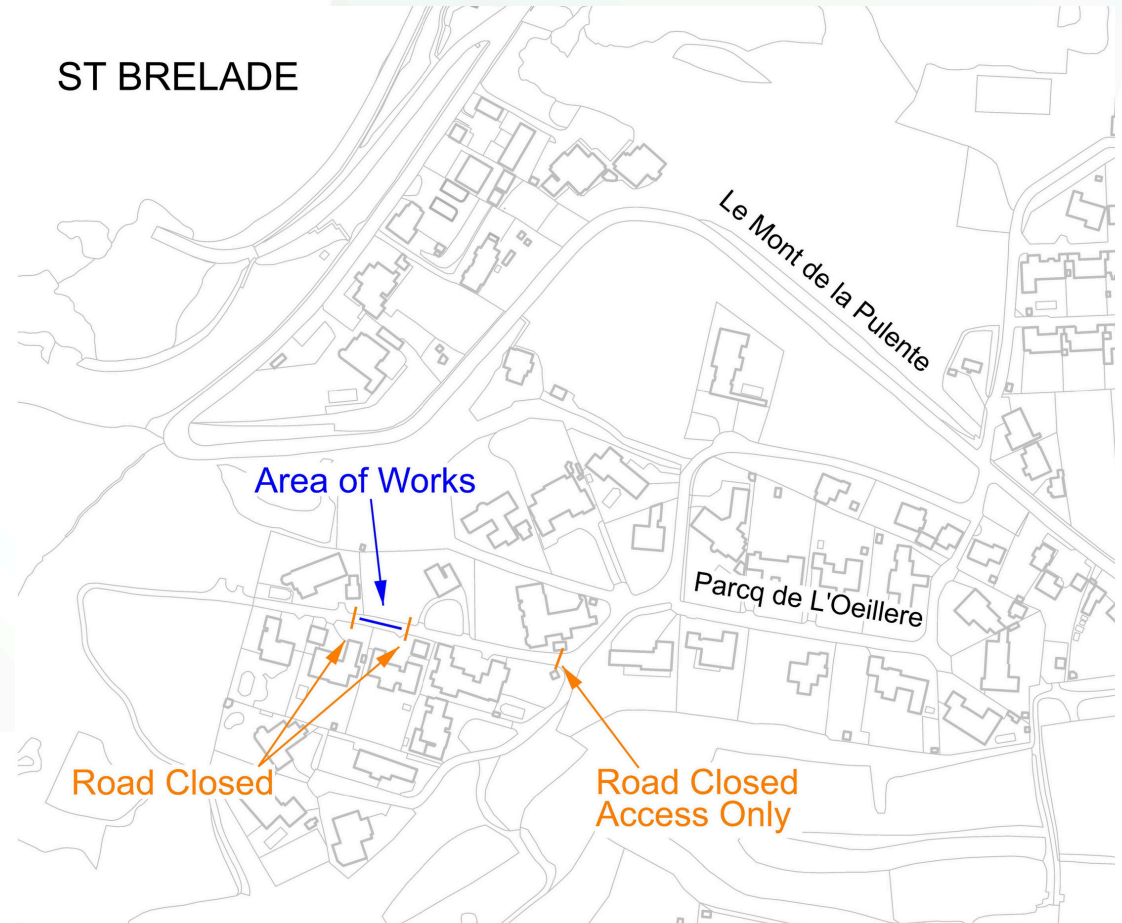 ST BRELADE
Le Mont de la Pulente
Area of Works
Parcq de L'Oeillere
Road Closed
Road Closed
Access Only